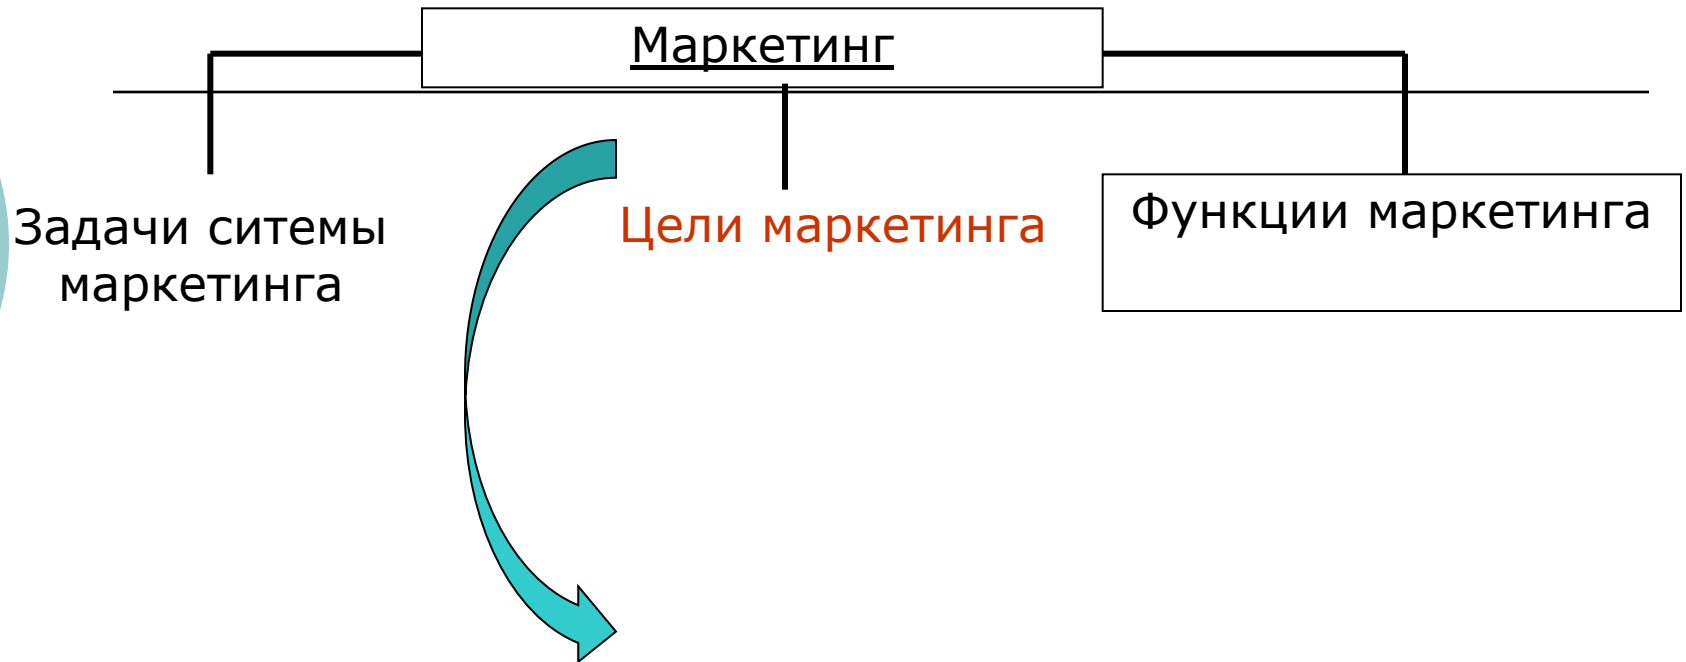 Маркетинг
Задачи ситемы
маркетинга
Цели маркетинга
Функции маркетинга